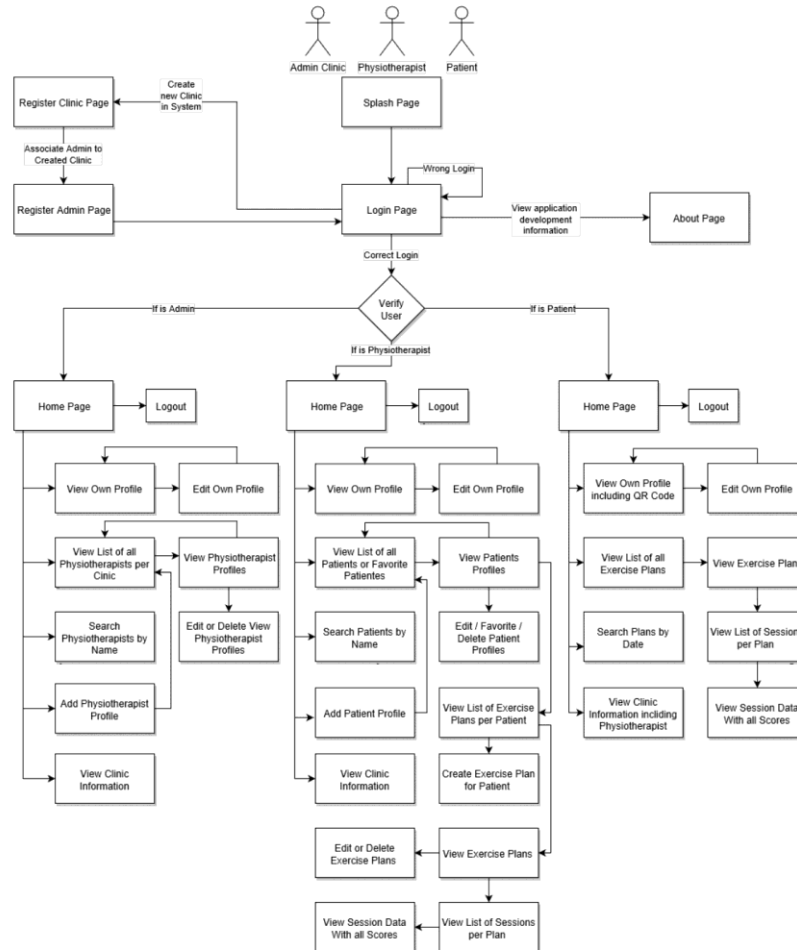 Admin Clinic
Physiotherapist
Patient
Register Clinic Page
Create
new Clinic
in System
Splash Page
Associate Admin to
Created Clinic
Wrong Login
Register Admin Page
Login Page
View application
development
information
About Page
Correct Login
Verify
User
If is Admin
If is Patient
If is Physiotherapist
Home Page
Logout
Home Page
Logout
Home Page
Logout
View Own Profile
Edit Own Profile
View Own Profile
Edit Own Profile
View Own Profile
including QR Code
Edit Own Profile
View List of all
Physiotherapists per
Cinic
View Physiotherapist
Profiles
View List of all
Patients or Favorite
Patientes
View Patients
Profiles
View List of all
Exercise Plans
View Exercise Plan
Search
Physiotherapists by
Name
Edit or Delete View
Physiotherapist
Profiles
Search Patients by
Name
Edit / Favorite /
Delete Patient
Profiles
Search Plans by
Date
View List of Sessions
per Plan
Add Physiotherapist
Profile
Add Patient Profile
View List of Exercise
Plans per Patient
View Clinic
Information including
Physiotherapist
View Session Data
With all Scores
View Clinic
Information
View Clinic
Information
Create Exercise Plan
for Patient
Edit or Delete
Exercise Plans
View Exercise Plans
View Session Data
With all Scores
View List of Sessions
per Plan